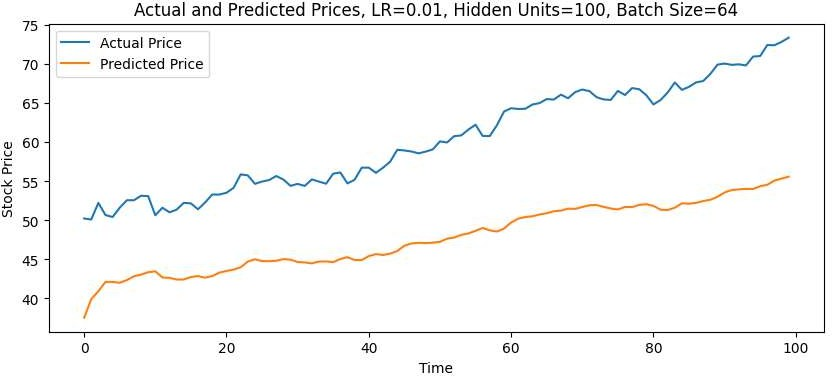 Actual and Predicted Prices, LR=0.01, Hidden Units=100, Batch Size=64
Actual Price
Predicted Price
Stock Price
75
70
65
60
55
50
45
40
0 20 40 60 80 100
Time